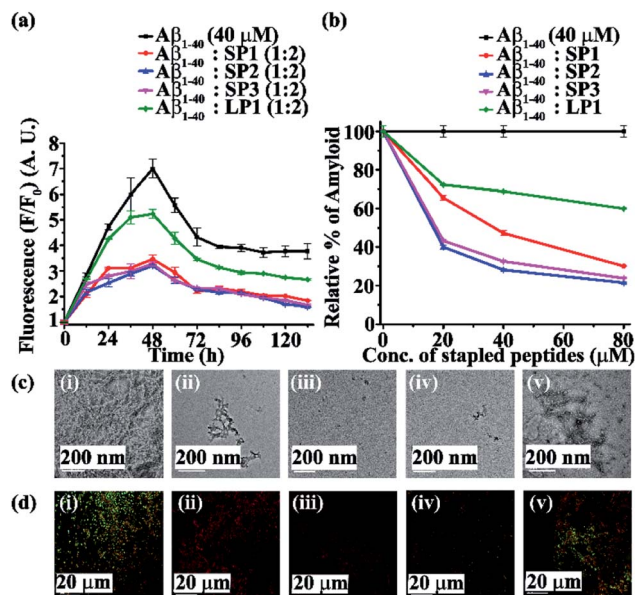 (a)
Aβ₁₋₄₀ (40 μM)
Aβ₁₋₄₀ : SP1 (1:2)
Aβ₁₋₄₀ : SP2 (1:2)
Aβ₁₋₄₀ : SP3 (1:2)
Aβ₁₋₄₀ : LP1 (1:2)
Fluorescence (F/F₀) (A. U.)
8
7
6
5
4
3
2
1
0 24 48 72 96 120
Time (h)
(b)
Aβ₁₋₄₀ (40 μM)
Aβ₁₋₄₀ : SP1
Aβ₁₋₄₀ : SP2
Aβ₁₋₄₀ : SP3
Aβ₁₋₄₀ : LP1
Relative % of Amyloid
100
80
60
40
20
0
0 20 40 60 80
Conc. of stapled peptides (μM)
(c)
(i) (ii) (iii) (iv) (v)
200 nm 200 nm 200 nm 200 nm 200 nm
(d)
(i) (ii) (iii) (iv) (v)
20 μm 20 μm 20 μm 20 μm 20 μm